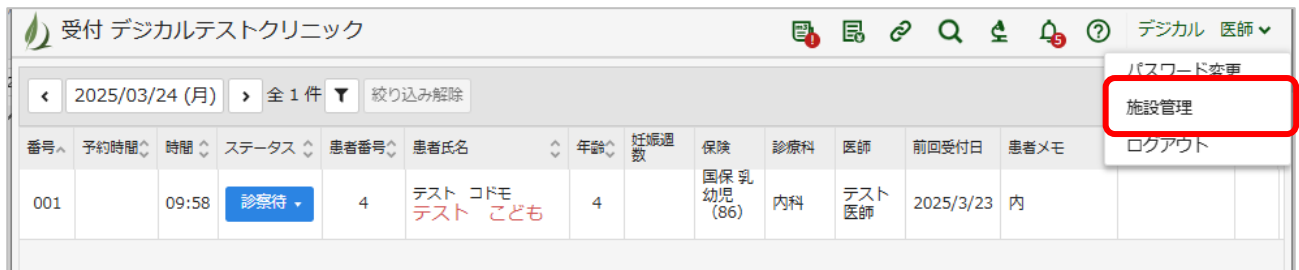 受付 デジカルテストクリニック
5
デジカル 医師
パスワード変更
施設管理
ログアウト
2025/03/24 (月)
全 1 件
絞り込み解除
番号 予約時間 時間 ステータス 患者番号 患者氏名 年齢 妊娠週数 保険 診療科 医師 前回受付日 患者メモ
001 09:58 診察待 4 テスト コドモ 4 国保 乳幼児(86) 内科 テスト医師 2025/3/23 内
テスト こども